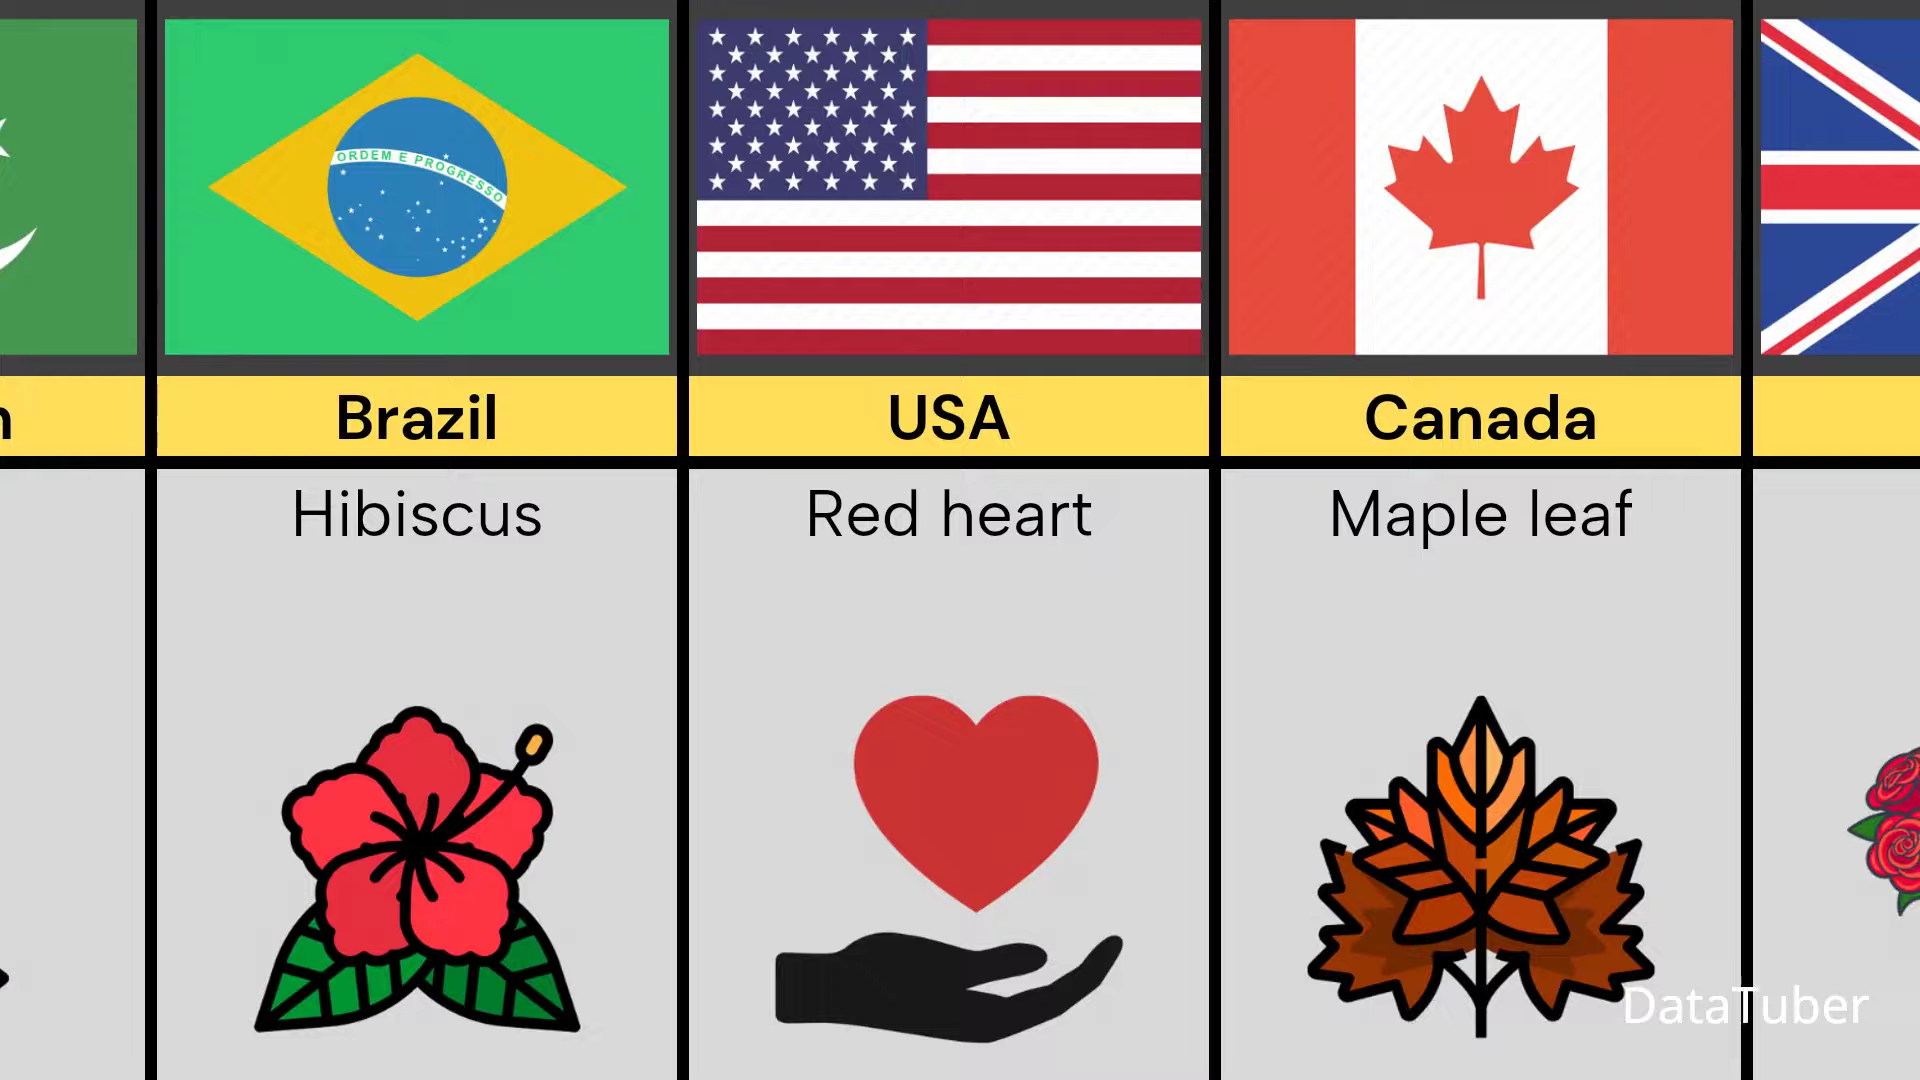 ORDEM E PROGRESSO
n
Brazil
USA
Canada
Hibiscus
Red heart
Maple leaf
DataTuber